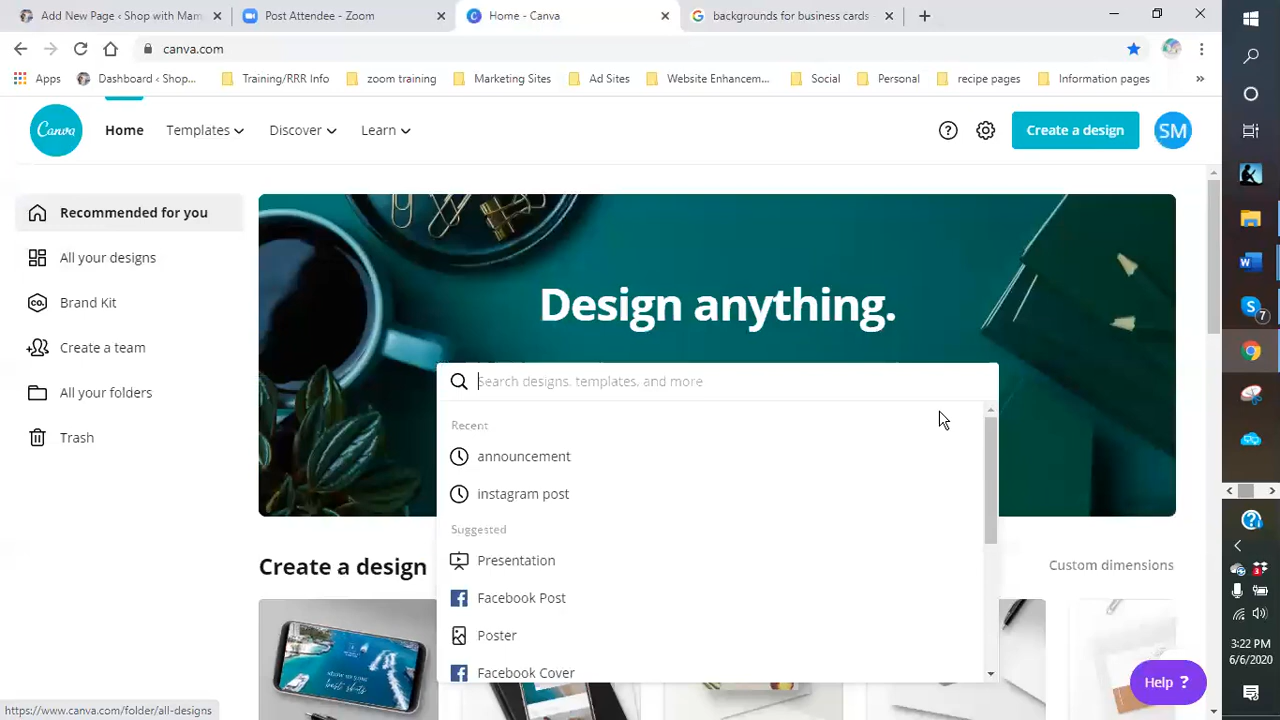 Add New Page ‹ Shop with Mam
Post Attendee - Zoom
Home - Canva
backgrounds for business cards
canva.com
Apps
Dashboard ‹ Shop...
Training/RRR Info
zoom training
Marketing Sites
Ad Sites
Website Enhancem...
Social
Personal
recipe pages
Information pages
Canva
Home
Templates
Discover
Learn
Create a design
SM
Recommended for you
All your designs
Brand Kit
Create a team
All your folders
Trash
Design anything.
Search designs, templates, and more
Recent
announcement
instagram post
Suggested
Presentation
Facebook Post
Poster
Facebook Cover
Create a design
Custom dimensions
Help ?
https://www.canva.com/folder/all-designs
7
3:22 PM
6/6/2020